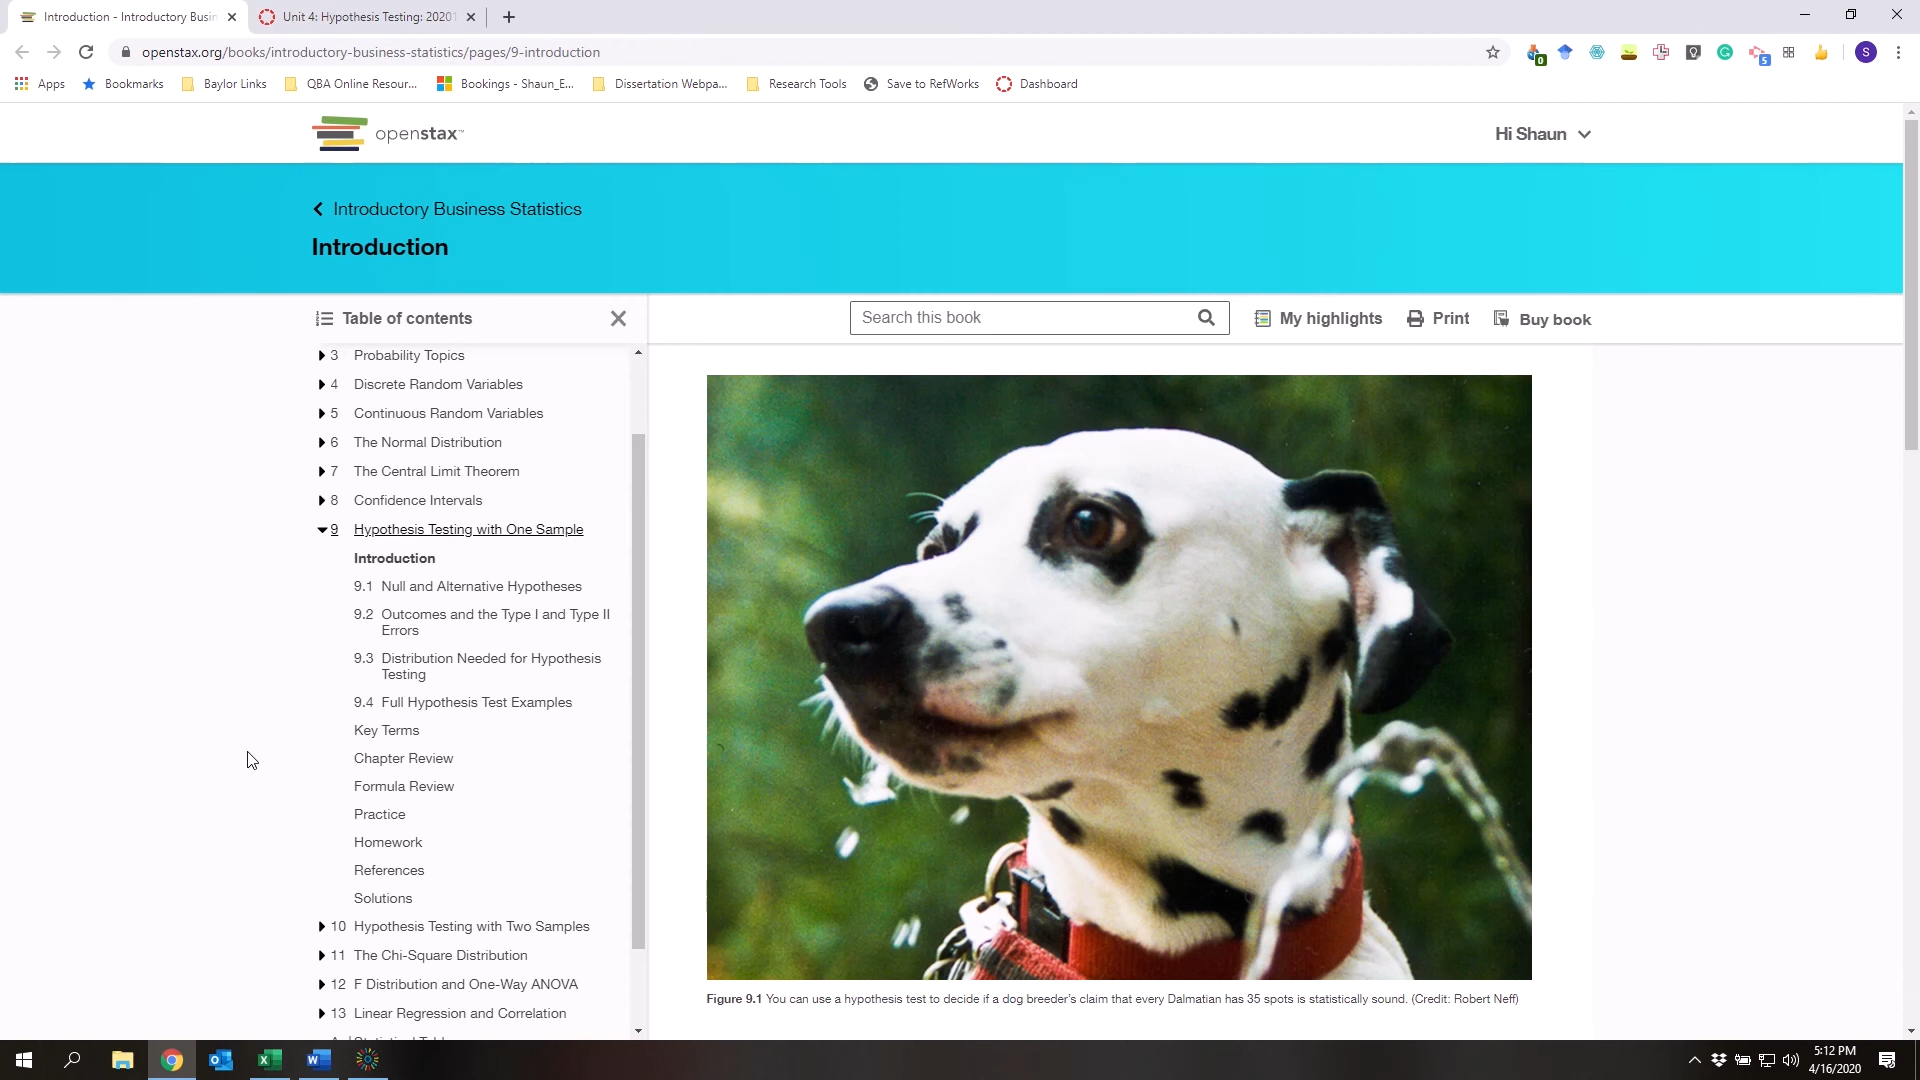 Introduction - Introductory Busin
Unit 4: Hypothesis Testing: 2020
openstax.org/books/introductory-business-statistics/pages/9-introduction
0
5
S
Apps
Bookmarks
Baylor Links
QBA Online Resour...
Bookings - Shaun_E...
Dissertation Webpa...
Research Tools
Save to RefWorks
Dashboard
openstax™
Hi Shaun
Introductory Business Statistics
Introduction
Table of contents
Search this book
My highlights
Print
Buy book
3 Probability Topics
4 Discrete Random Variables
5 Continuous Random Variables
6 The Normal Distribution
7 The Central Limit Theorem
8 Confidence Intervals
9 Hypothesis Testing with One Sample
Introduction
9.1 Null and Alternative Hypotheses
9.2 Outcomes and the Type I and Type II
Errors
9.3 Distribution Needed for Hypothesis
Testing
9.4 Full Hypothesis Test Examples
Key Terms
Chapter Review
Formula Review
Practice
Homework
References
Solutions
10 Hypothesis Testing with Two Samples
11 The Chi-Square Distribution
12 F Distribution and One-Way ANOVA
13 Linear Regression and Correlation
Figure 9.1 You can use a hypothesis test to decide if a dog breeder's claim that every Dalmatian has 35 spots is statistically sound. (Credit: Robert Neff)
5:12 PM
4/16/2020